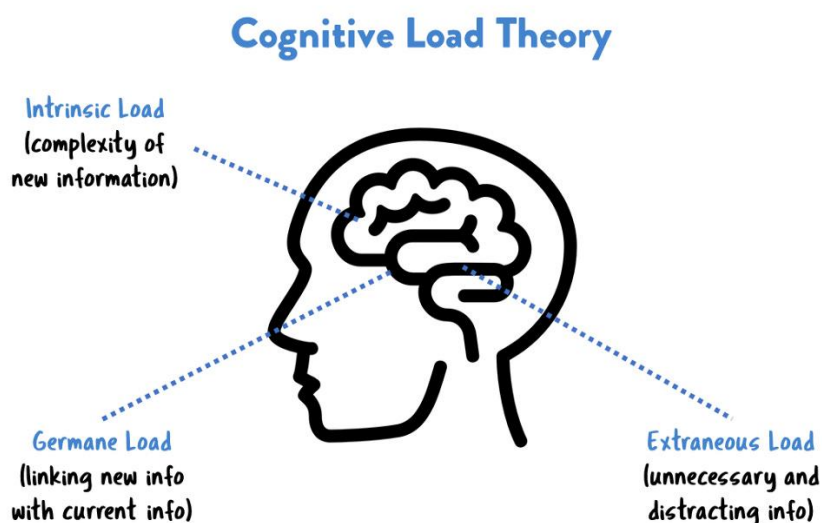 Cognitive Load Theory
Intrinsic Load
(complexity of
new information)
Germane Load
(linking new info
with current info)
Extraneous Load
(unnecessary and
distracting info)